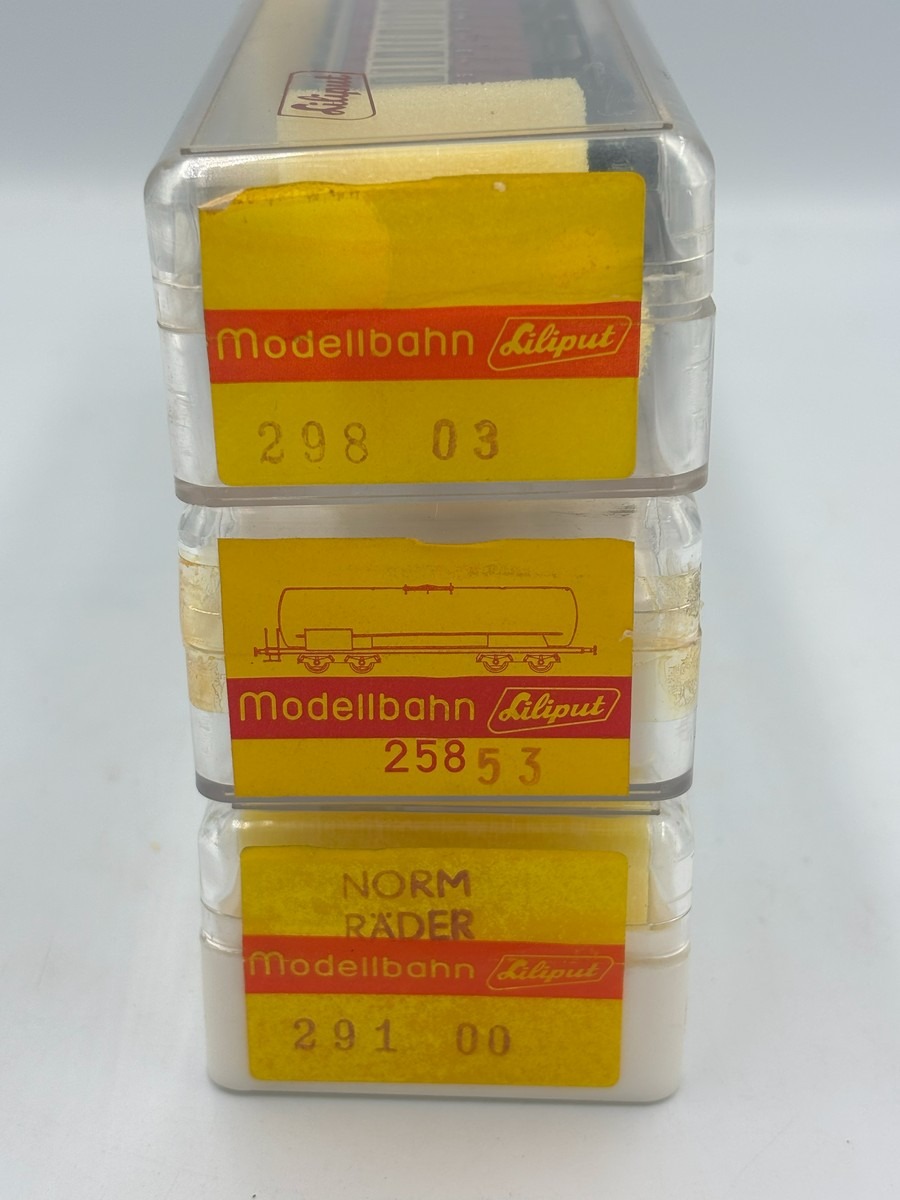 Liliput
Modellbahn Liliput
298 03
Modellbahn Liliput
258 53
NORM
RÄDER
Modellbahn Liliput
291 00